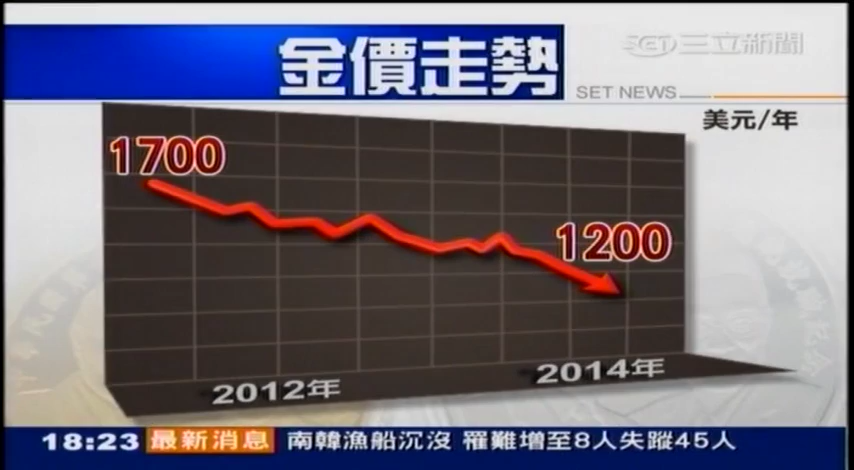 金價走勢
SET 三立新聞
SET NEWS
美元/年
1700
1200
2012年
2014年
18:23 最新消息 南韓漁船沉沒 罹難增至8人失蹤45人